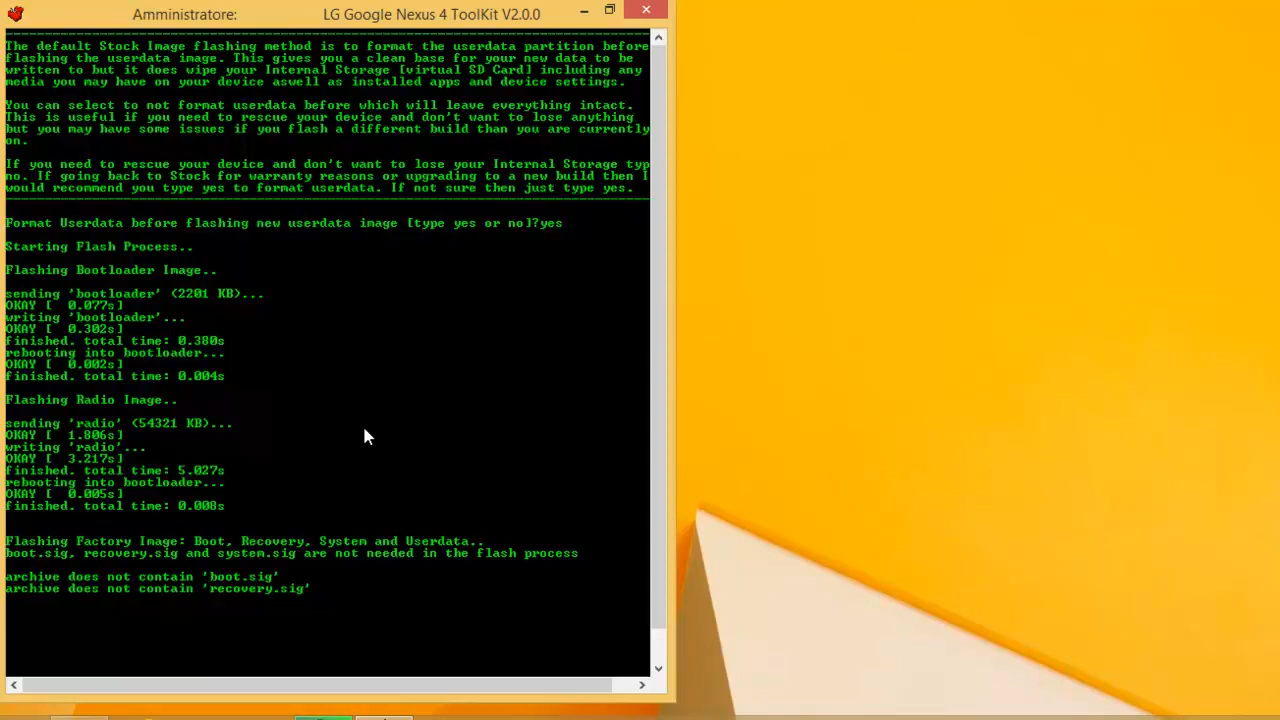 Amministratore: LG Google Nexus 4 ToolKit V2.0.0
The default Stock Image flashing method is to format the userdata partition before
flashing the userdata image. This gives you a clean base for your new data to be
written to but it does wipe your Internal Storage [virtual SD Card] including any
media you may have on your device aswell as installed apps and device settings.
You can select to not format userdata before which will leave everything intact.
This is useful if you need to rescue your device and don't want to lose anything
but you may have some issues if you flash a different build than you are currently
on.
If you need to rescue your device and don't want to lose your Internal Storage typ
no. If going back to Stock for warranty reasons or upgrading to a new build then I
would recommend you type yes to format userdata. If not sure then just type yes.
Format Userdata before flashing new userdata image [type yes or no]?yes
Starting Flash Process..
Flashing Bootloader Image..
sending 'bootloader' (2201 KB)...
OKAY [  0.077s]
writing 'bootloader'...
OKAY [  0.302s]
finished. total time: 0.380s
rebooting into bootloader...
OKAY [  0.002s]
finished. total time: 0.004s
Flashing Radio Image..
sending 'radio' (54321 KB)...
OKAY [  1.806s]
writing 'radio'...
OKAY [  3.217s]
finished. total time: 5.027s
rebooting into bootloader...
OKAY [  0.005s]
finished. total time: 0.008s
Flashing Factory Image: Boot, Recovery, System and Userdata..
boot.sig, recovery.sig and system.sig are not needed in the flash process
archive does not contain 'boot.sig'
archive does not contain 'recovery.sig'